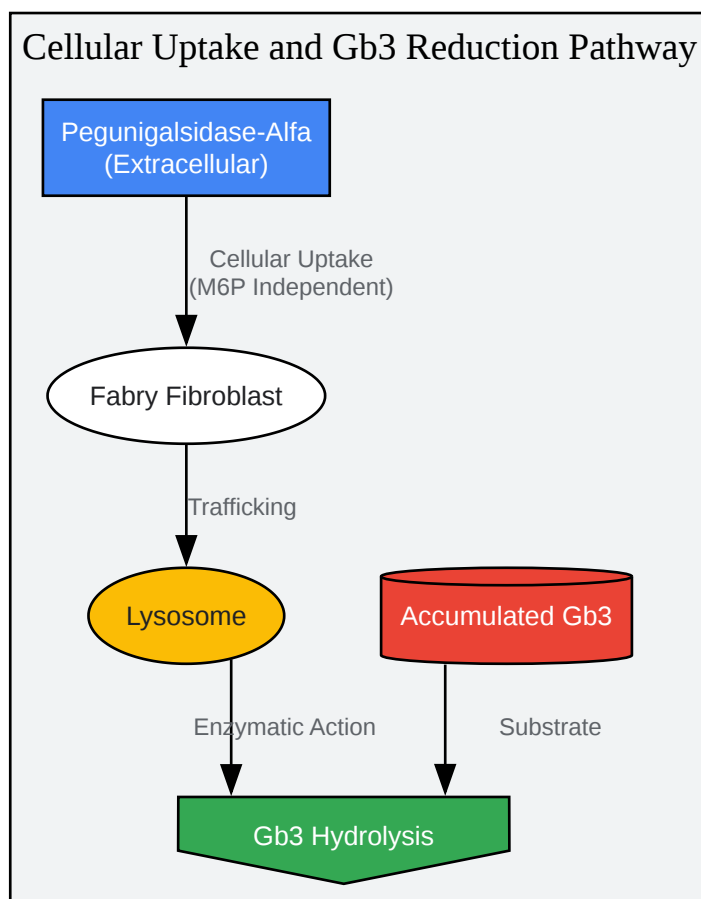 Cellular Uptake and Gb3 Reduction Pathway
Pegunigalsidase-Alfa
(Extracellular)
Cellular Uptake
(M6P Independent)
Fabry Fibroblast
Trafficking
Lysosome
Accumulated Gb3
Enzymatic Action
Substrate
Gb3 Hydrolysis